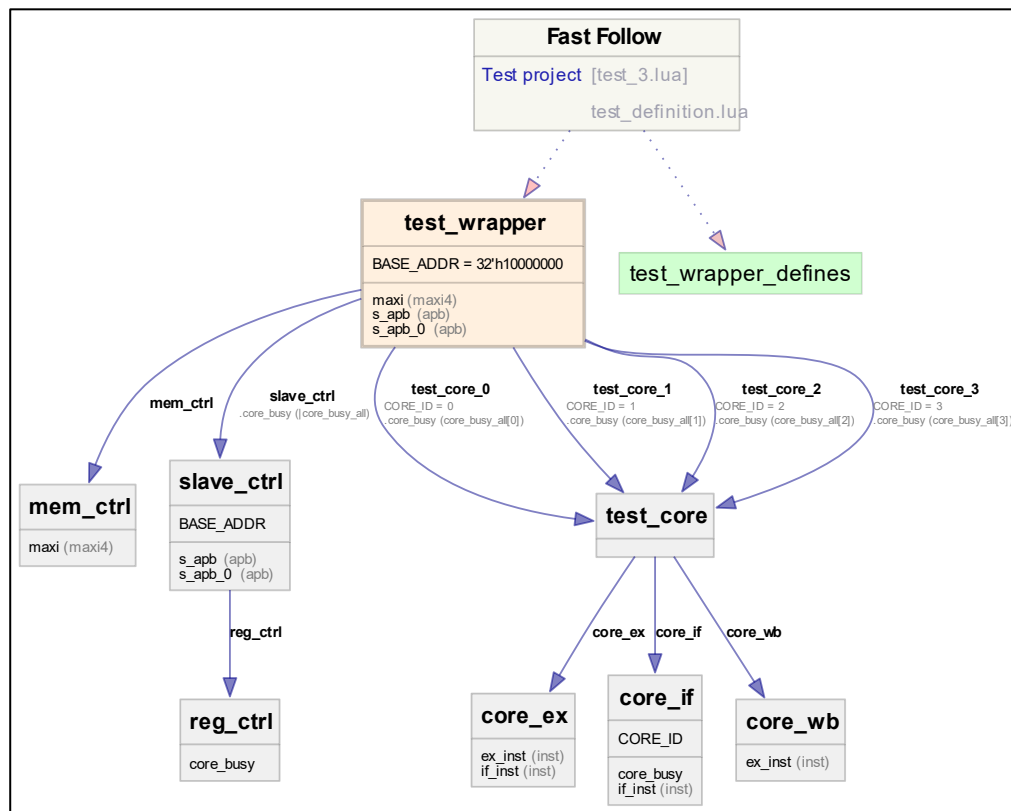 Fast Follow
Test project [test_3.lua]
test_definition.lua
test_wrapper
BASE_ADDR = 32'h10000000
maxi (maxi4)
s_apb (apb)
s_apb_0 (apb)
test_wrapper_defines
mem_ctrl
slave_ctrl
.core_busy (|core_busy_all)
test_core_0
CORE_ID = 0
.core_busy (core_busy_all[0])
test_core_1
CORE_ID = 1
.core_busy (core_busy_all[1])
test_core_2
CORE_ID = 2
.core_busy (core_busy_all[2])
test_core_3
CORE_ID = 3
.core_busy (core_busy_all[3])
mem_ctrl
maxi (maxi4)
slave_ctrl
BASE_ADDR
s_apb (apb)
s_apb_0 (apb)
test_core
reg_ctrl
core_ex
core_if
core_wb
reg_ctrl
core_busy
core_ex
ex_inst (inst)
if_inst (inst)
core_if
CORE_ID
core_busy
if_inst (inst)
core_wb
ex_inst (inst)